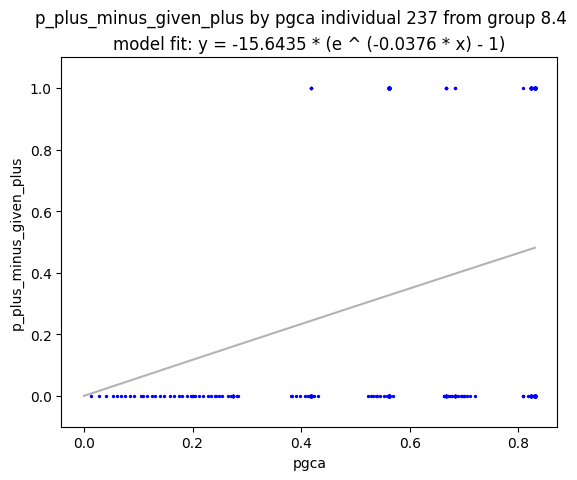 p_plus_minus_given_plus by pgca individual 237 from group 8.4
model fit: y = -15.6435 * (e ^ (-0.0376 * x) - 1)
1.0
0.8
0.6
0.4
0.2
0.0
p_plus_minus_given_plus
0.0 0.2 0.4 0.6 0.8
pgca